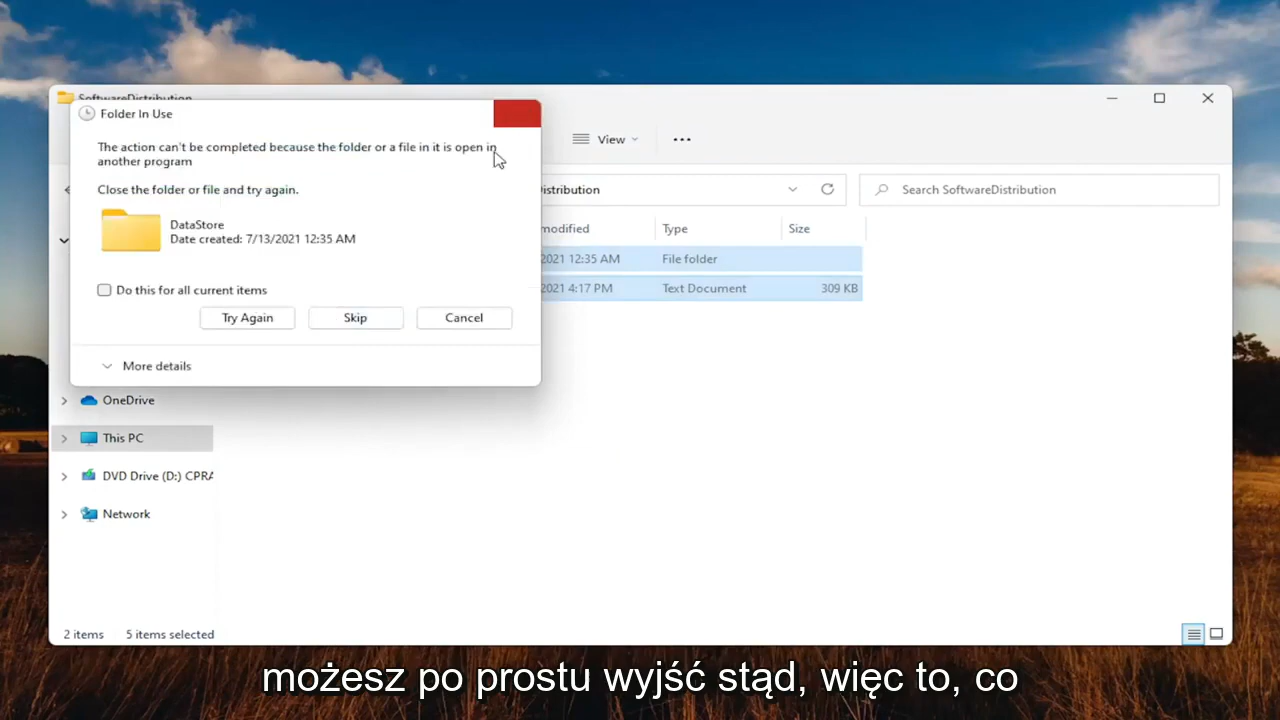 SoftwareDistribution
Folder In Use
The action can't be completed because the folder or a file in it is open in
another program
Close the folder or file and try again.
DataStore
Date created: 7/13/2021 12:35 AM
Do this for all current items
Try Again
Skip
Cancel
More details
View
Distribution
Search SoftwareDistribution
modified
Type
Size
2021 12:35 AM
File folder
2021 4:17 PM
Text Document
309 KB
OneDrive
This PC
DVD Drive (D:) CPRA
Network
2 items
5 items selected
możesz po prostu wyjść stąd, więc to, co